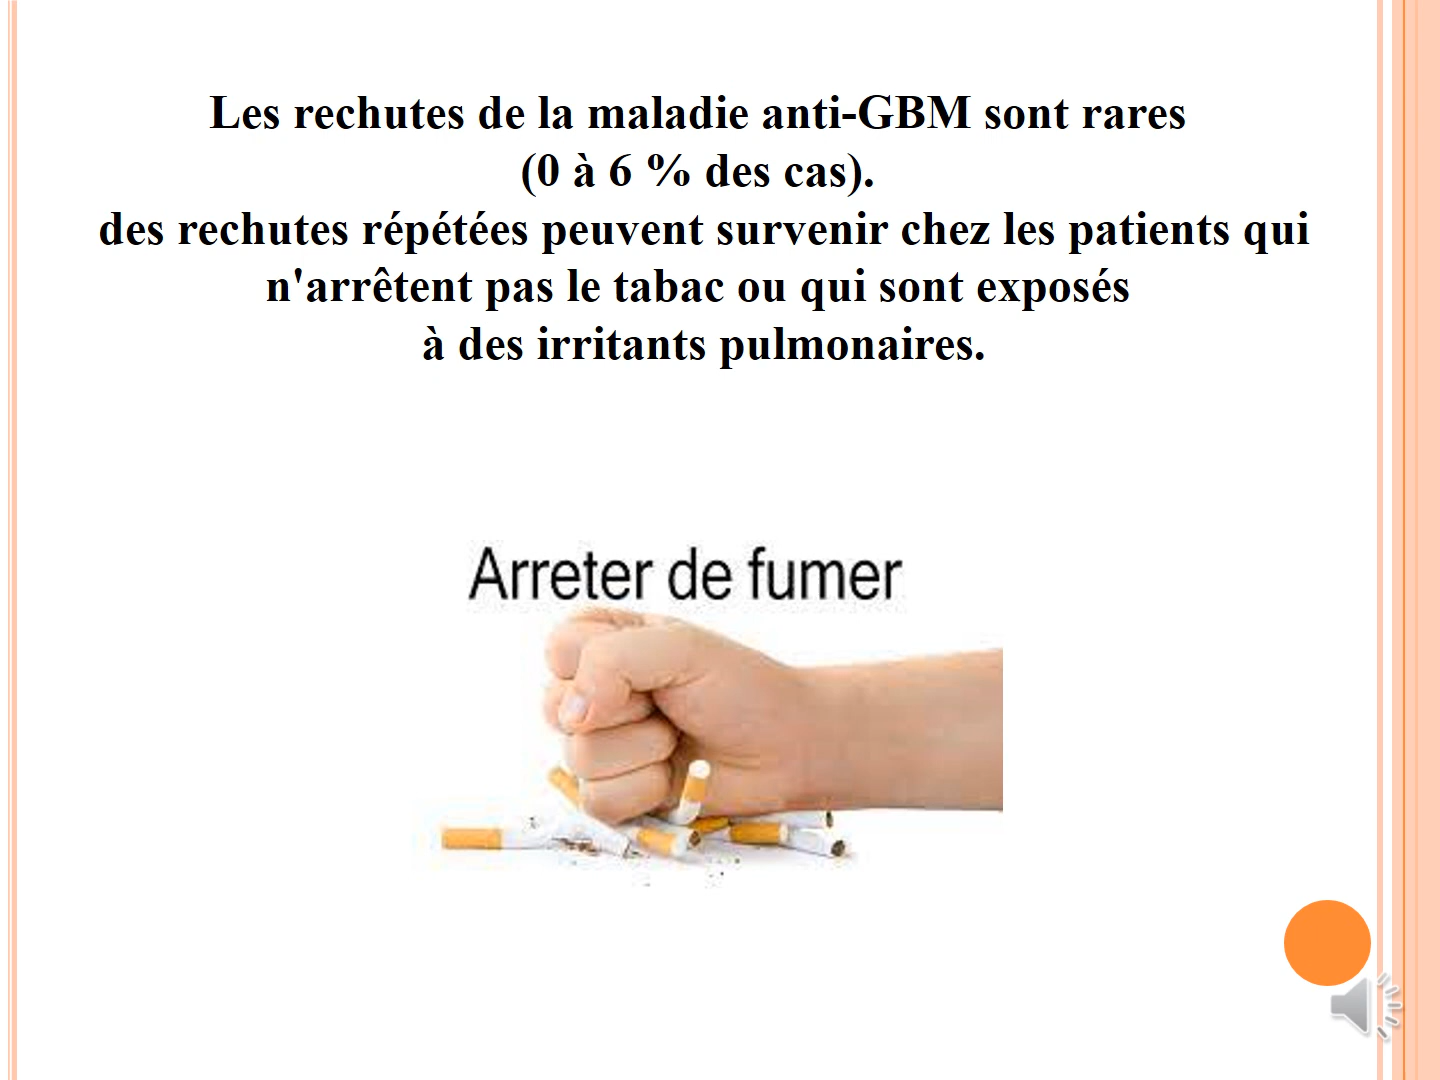 Les rechutes de la maladie anti-GBM sont rares
(0 à 6 % des cas).
des rechutes répétées peuvent survenir chez les patients qui
n'arrêtent pas le tabac ou qui sont exposés
à des irritants pulmonaires.
Arreter de fumer